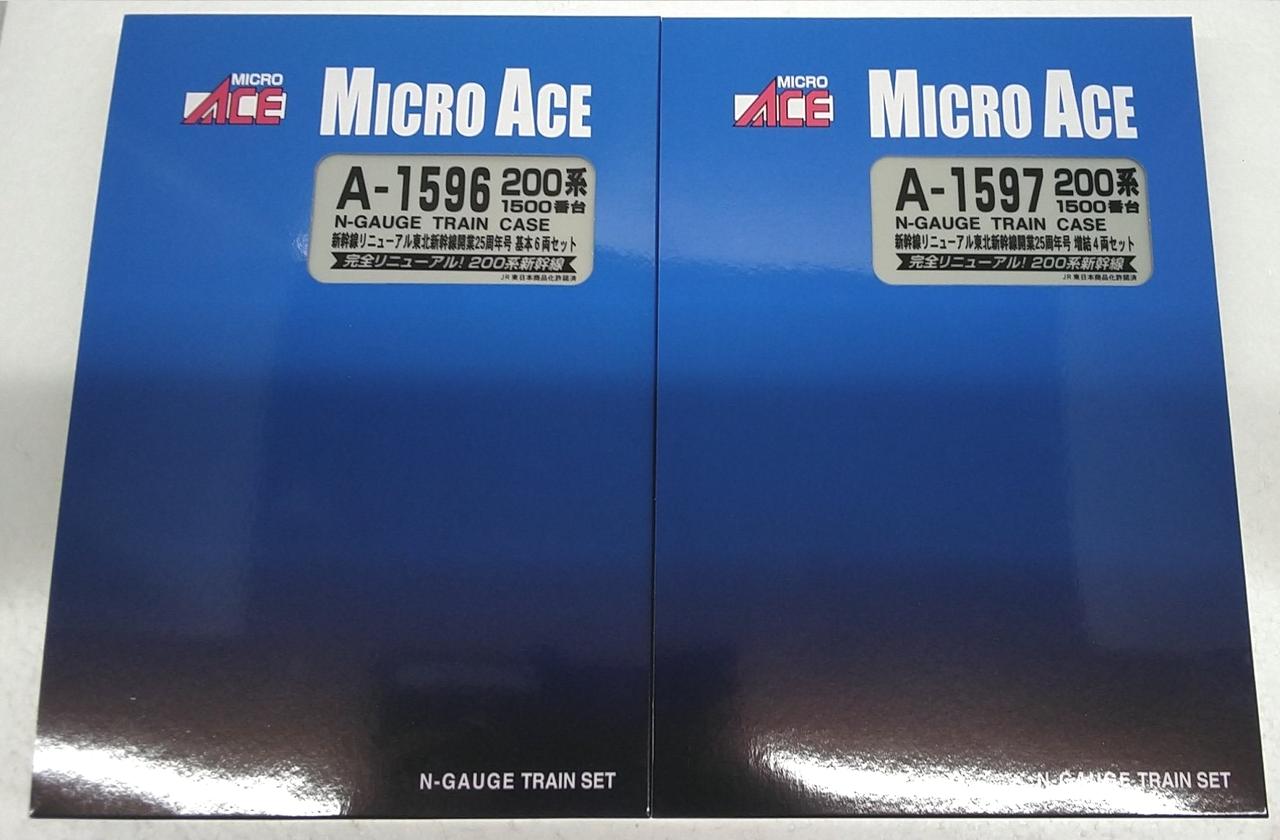 MICRO
ACE
MICRO ACE
A-1596 200系
1500番台
N-GAUGE TRAIN CASE
新幹線リニューアル東北新幹線開業25周年号 基本6両セット
完全リニューアル! 200系新幹線
JR東日本商品化許諾済
N-GAUGE TRAIN SET
MICRO
ACE
MICRO ACE
A-1597 200系
1500番台
N-GAUGE TRAIN CASE
新幹線リニューアル東北新幹線開業25周年号 増結4両セット
完全リニューアル! 200系新幹線
JR東日本商品化許諾済
N-GAUGE TRAIN SET